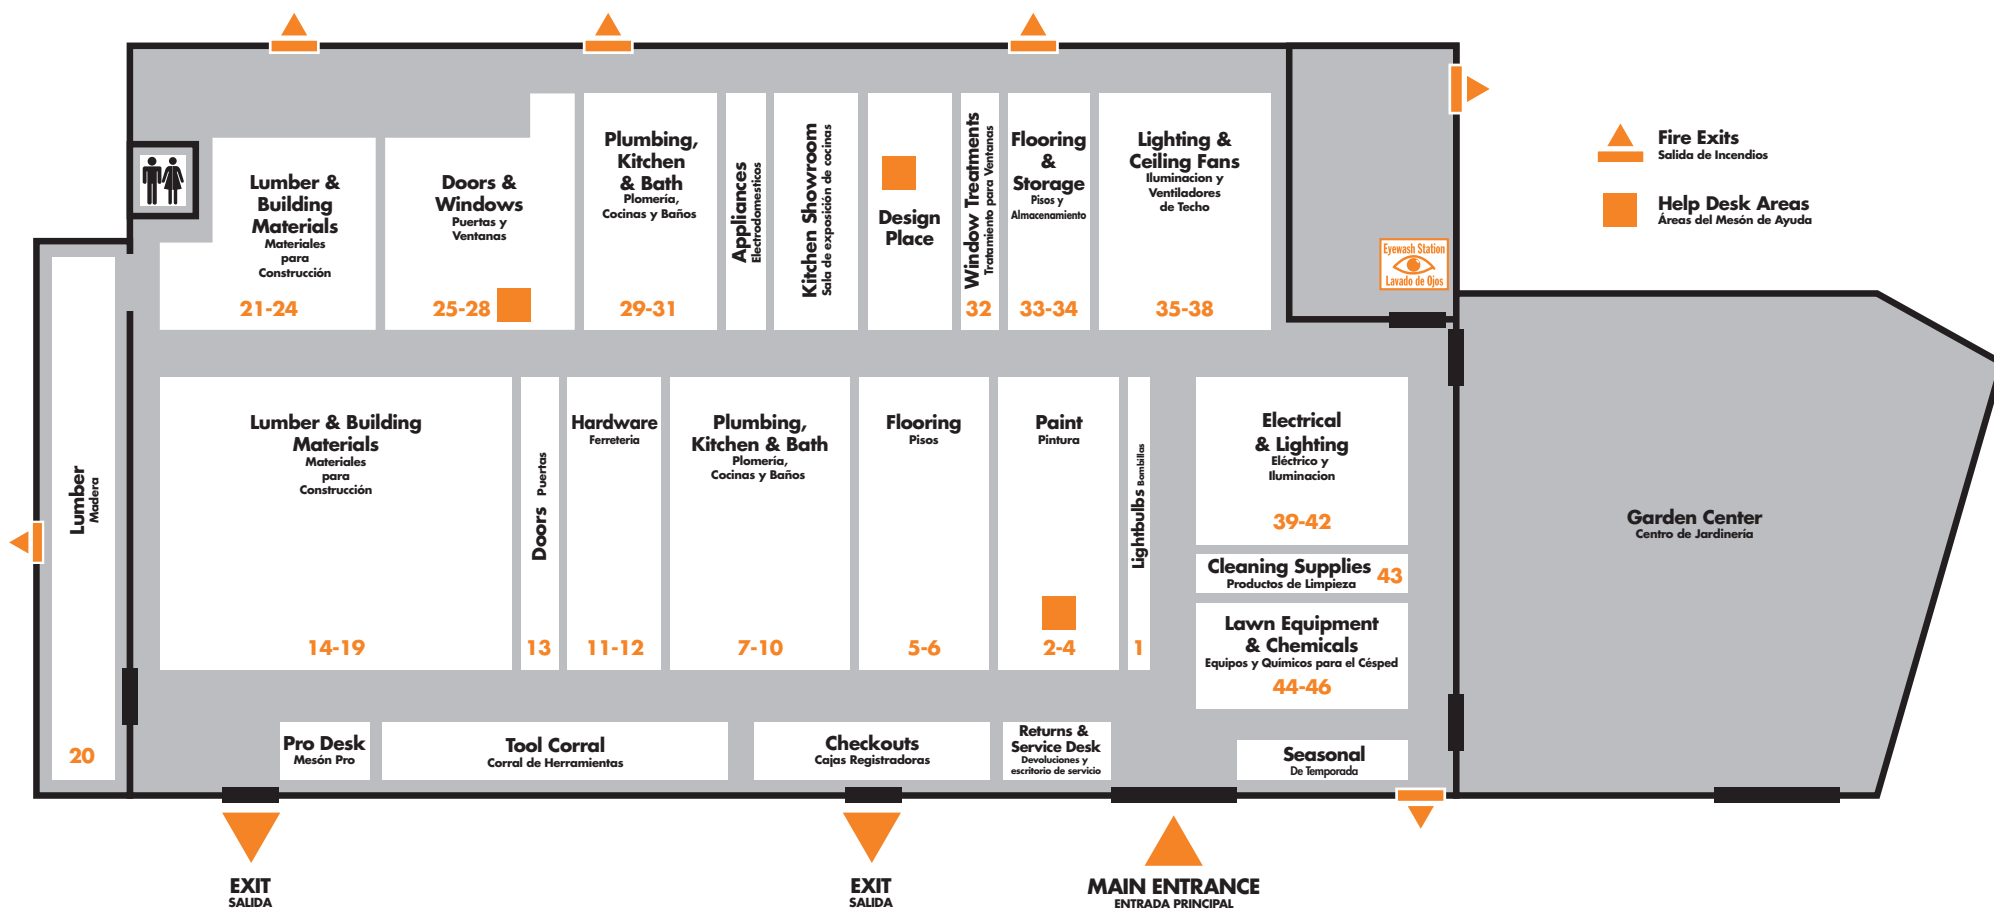 Fire Exits
Salida de Incendios
Help Desk Areas
Áreas del Mesón de Ayuda
Lumber &
Building
Materials
Materiales
para
Construcción
21-24
Doors &
Windows
Puertas y
Ventanas
25-28
Plumbing,
Kitchen
& Bath
Plomería,
Cocinas y Baños
29-31
Appliances
Electrodomesticos
Kitchen Showroom
Sala de exposición de cocinas
Design
Place
Window Treatments
Tratamiento para Ventanas
32
Flooring
&
Storage
Pisos y
Almacenamiento
33-34
Lighting &
Ceiling Fans
Iluminacion y
Ventiladores
de Techo
35-38
Eyewash Station
Lavado de Ojos
Lumber
Madera
20
Lumber & Building
Materials
Materiales
para
Construcción
14-19
Doors Puertas
13
Hardware
Ferreteria
11-12
Plumbing,
Kitchen & Bath
Plomería,
Cocinas y Baños
7-10
Flooring
Pisos
5-6
Paint
Pintura
2-4
Lightbulbs Bombillas
1
Electrical
& Lighting
Eléctrico y
Iluminacion
39-42
Cleaning Supplies
Productos de Limpieza
43
Lawn Equipment
& Chemicals
Equipos y Químicos para el Césped
44-46
Garden Center
Centro de Jardinería
Pro Desk
Mesón Pro
Tool Corral
Corral de Herramientas
Checkouts
Cajas Registradoras
Returns &
Service Desk
Devoluciones y
escritorio de servicio
Seasonal
De Temporada
EXIT
SALIDA
EXIT
SALIDA
MAIN ENTRANCE
ENTRADA PRINCIPAL